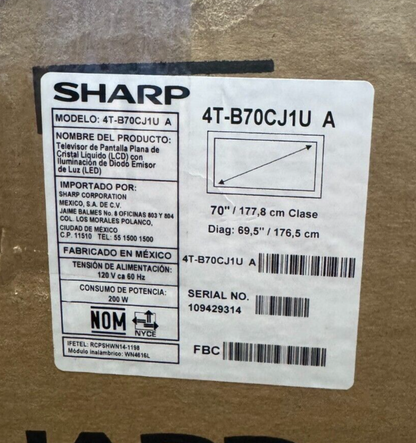 SHARP
MODELO: 4T-B70CJ1U A
NOMBRE DEL PRODUCTO:
Televisor de Pantalla Plana de
Cristal Liquido (LCD) con
Iluminación de Diodo Emisor
de Luz (LED)
IMPORTADO POR:
SHARP CORPORATION
MEXICO, S.A. DE C.V.
JAIME BALMES No. 8 OFICINAS 803 Y 804
COL. LOS MORALES POLANCO,
CIUDAD DE MÉXICO
C.P. 11510 TEL: 55 1500 1500
FABRICADO EN MÉXICO
TENSIÓN DE ALIMENTACIÓN:
120 V ca 60 Hz
CONSUMO DE POTENCIA:
200 W
NOM
NYCE
IFETEL: RCPSHWN14-1198
Módulo inalambrico: WN4616L
4T-B70CJ1U A
70" / 177,8 cm Clase
Diag: 69,5" / 176,5 cm
4T-B70CJ1U A
SERIAL NO.
109429314
FBC